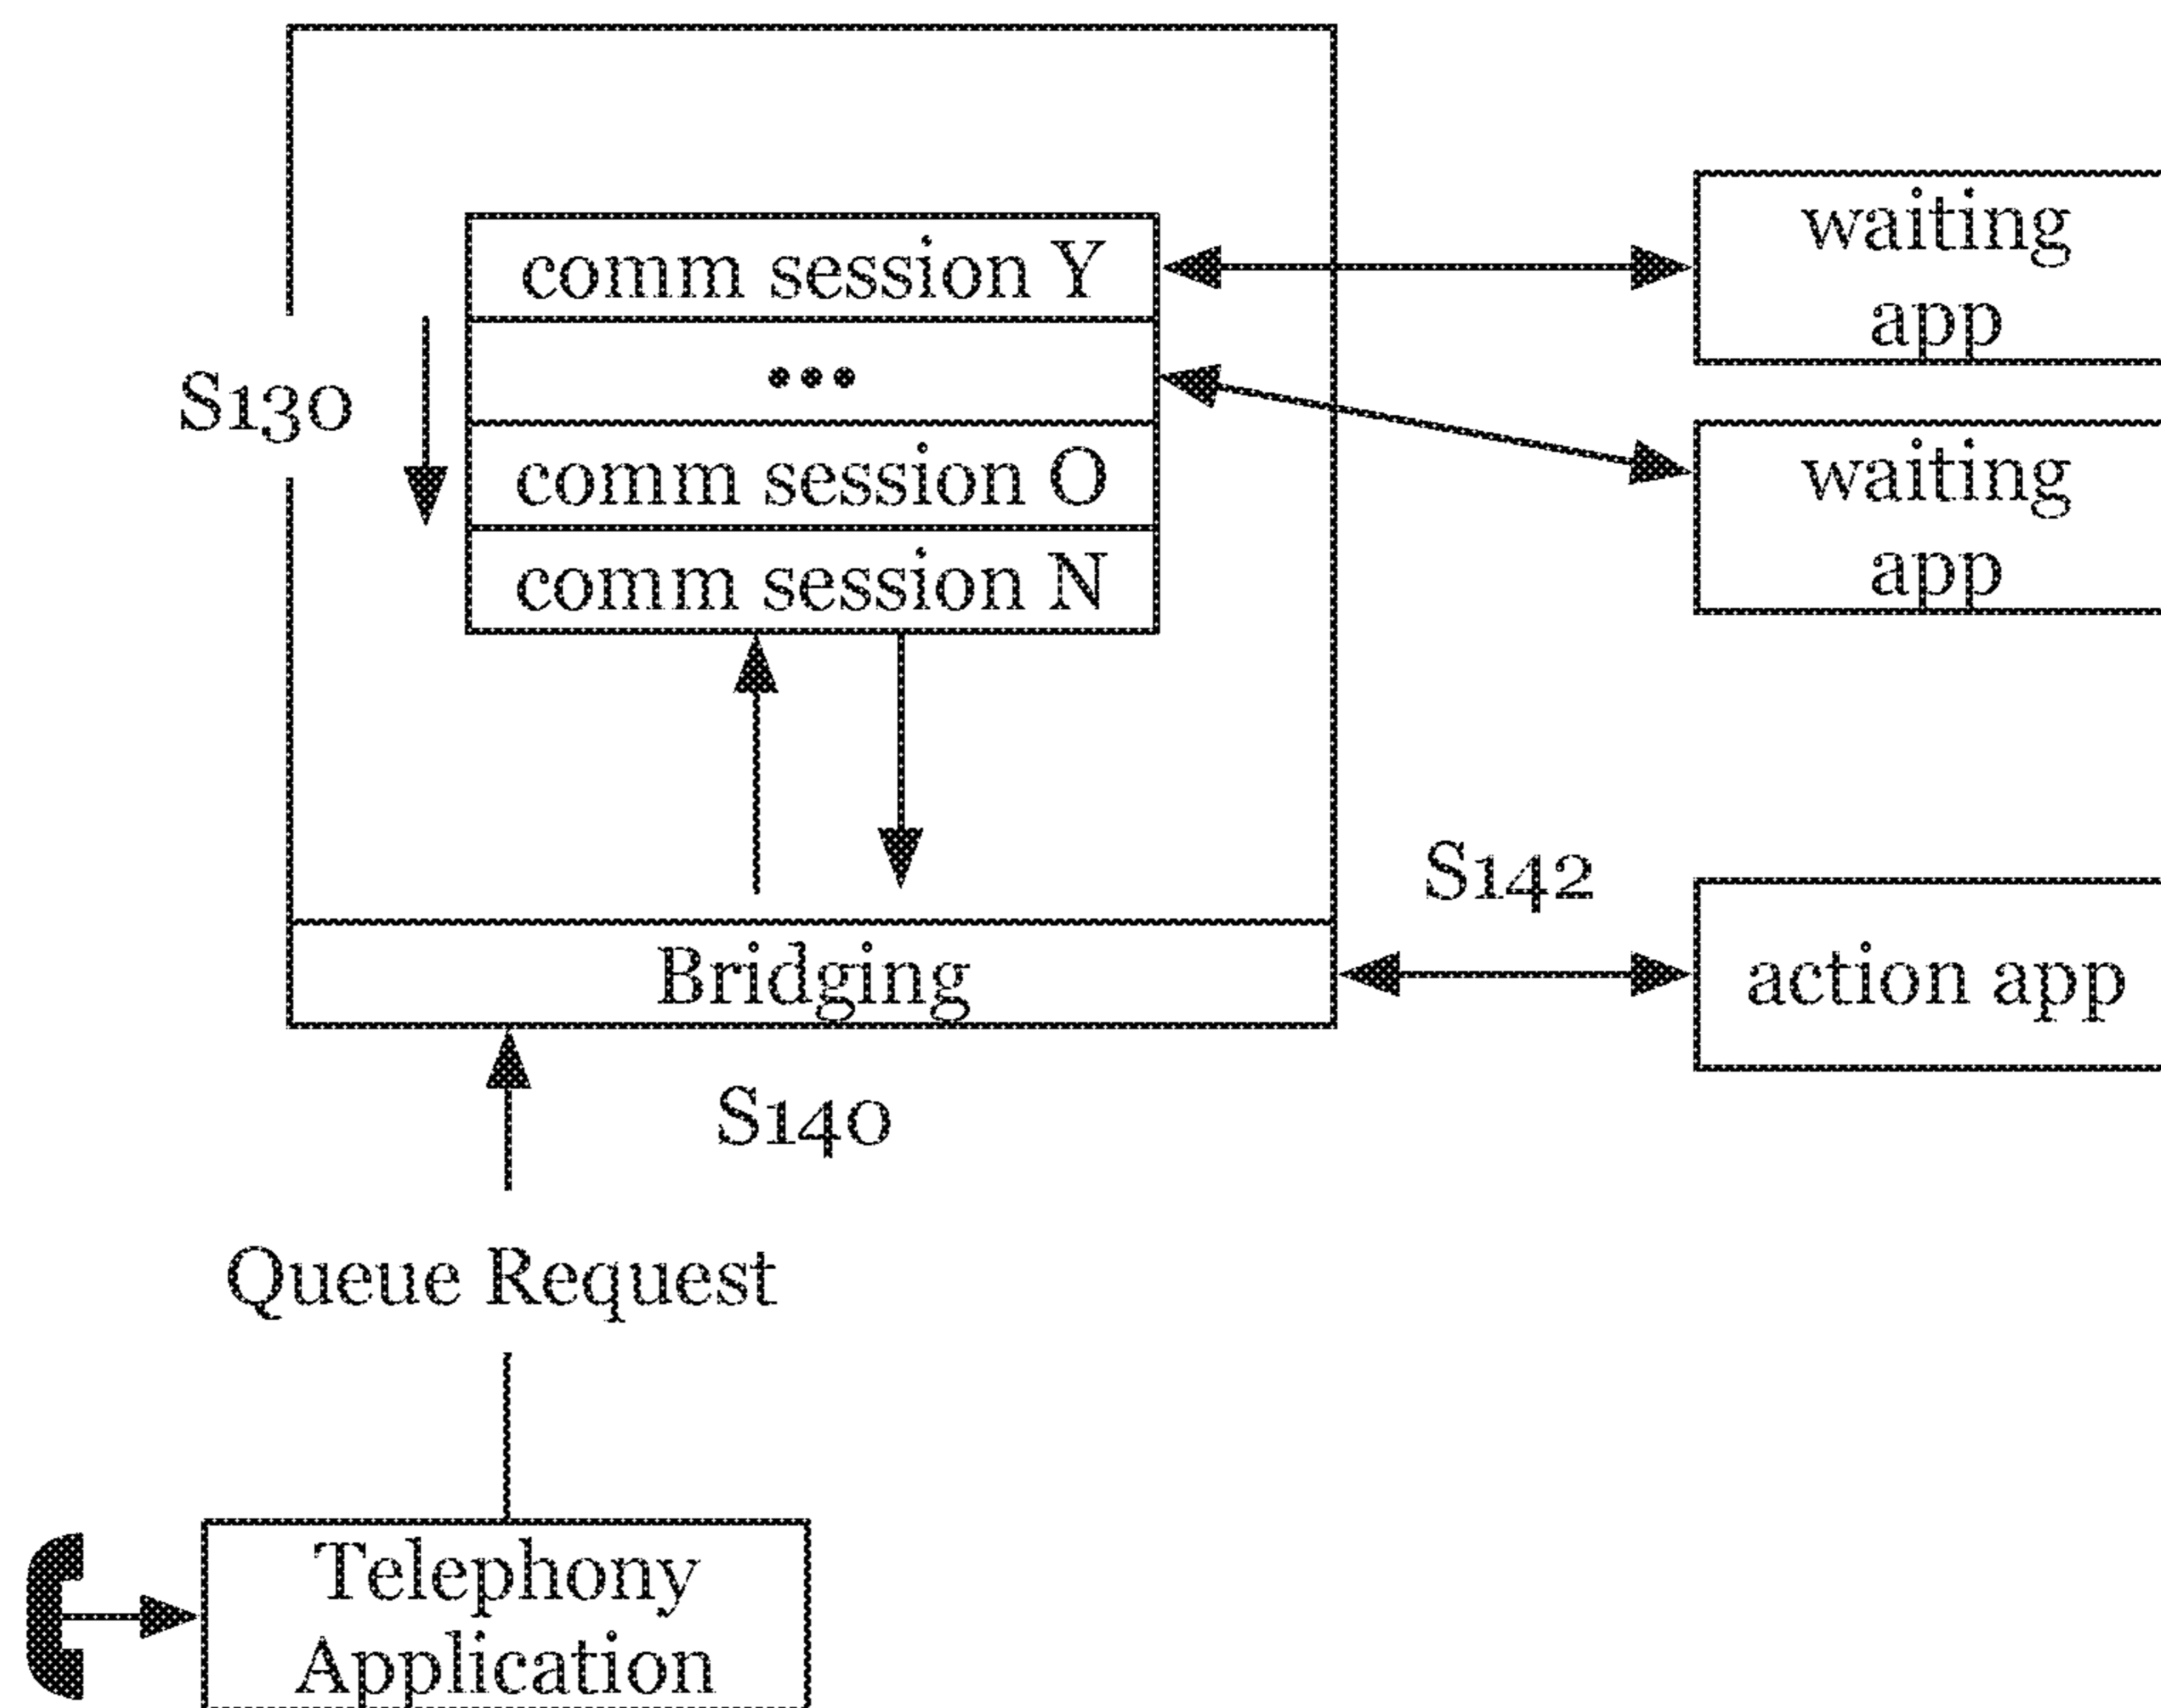 comm session Y
•••
comm session O
comm session N
S130
waiting
app
waiting
app
S142
Bridging
action app
S140
Queue Request
Telephony
Application